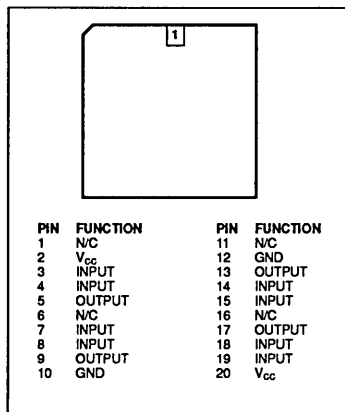 1
PIN FUNCTION
1 N/C
2 VCC
3 INPUT
4 INPUT
5 OUTPUT
6 N/C
7 INPUT
8 INPUT
9 OUTPUT
10 GND
PIN FUNCTION
11 N/C
12 GND
13 OUTPUT
14 INPUT
15 INPUT
16 N/C
17 OUTPUT
18 INPUT
19 INPUT
20 VCC